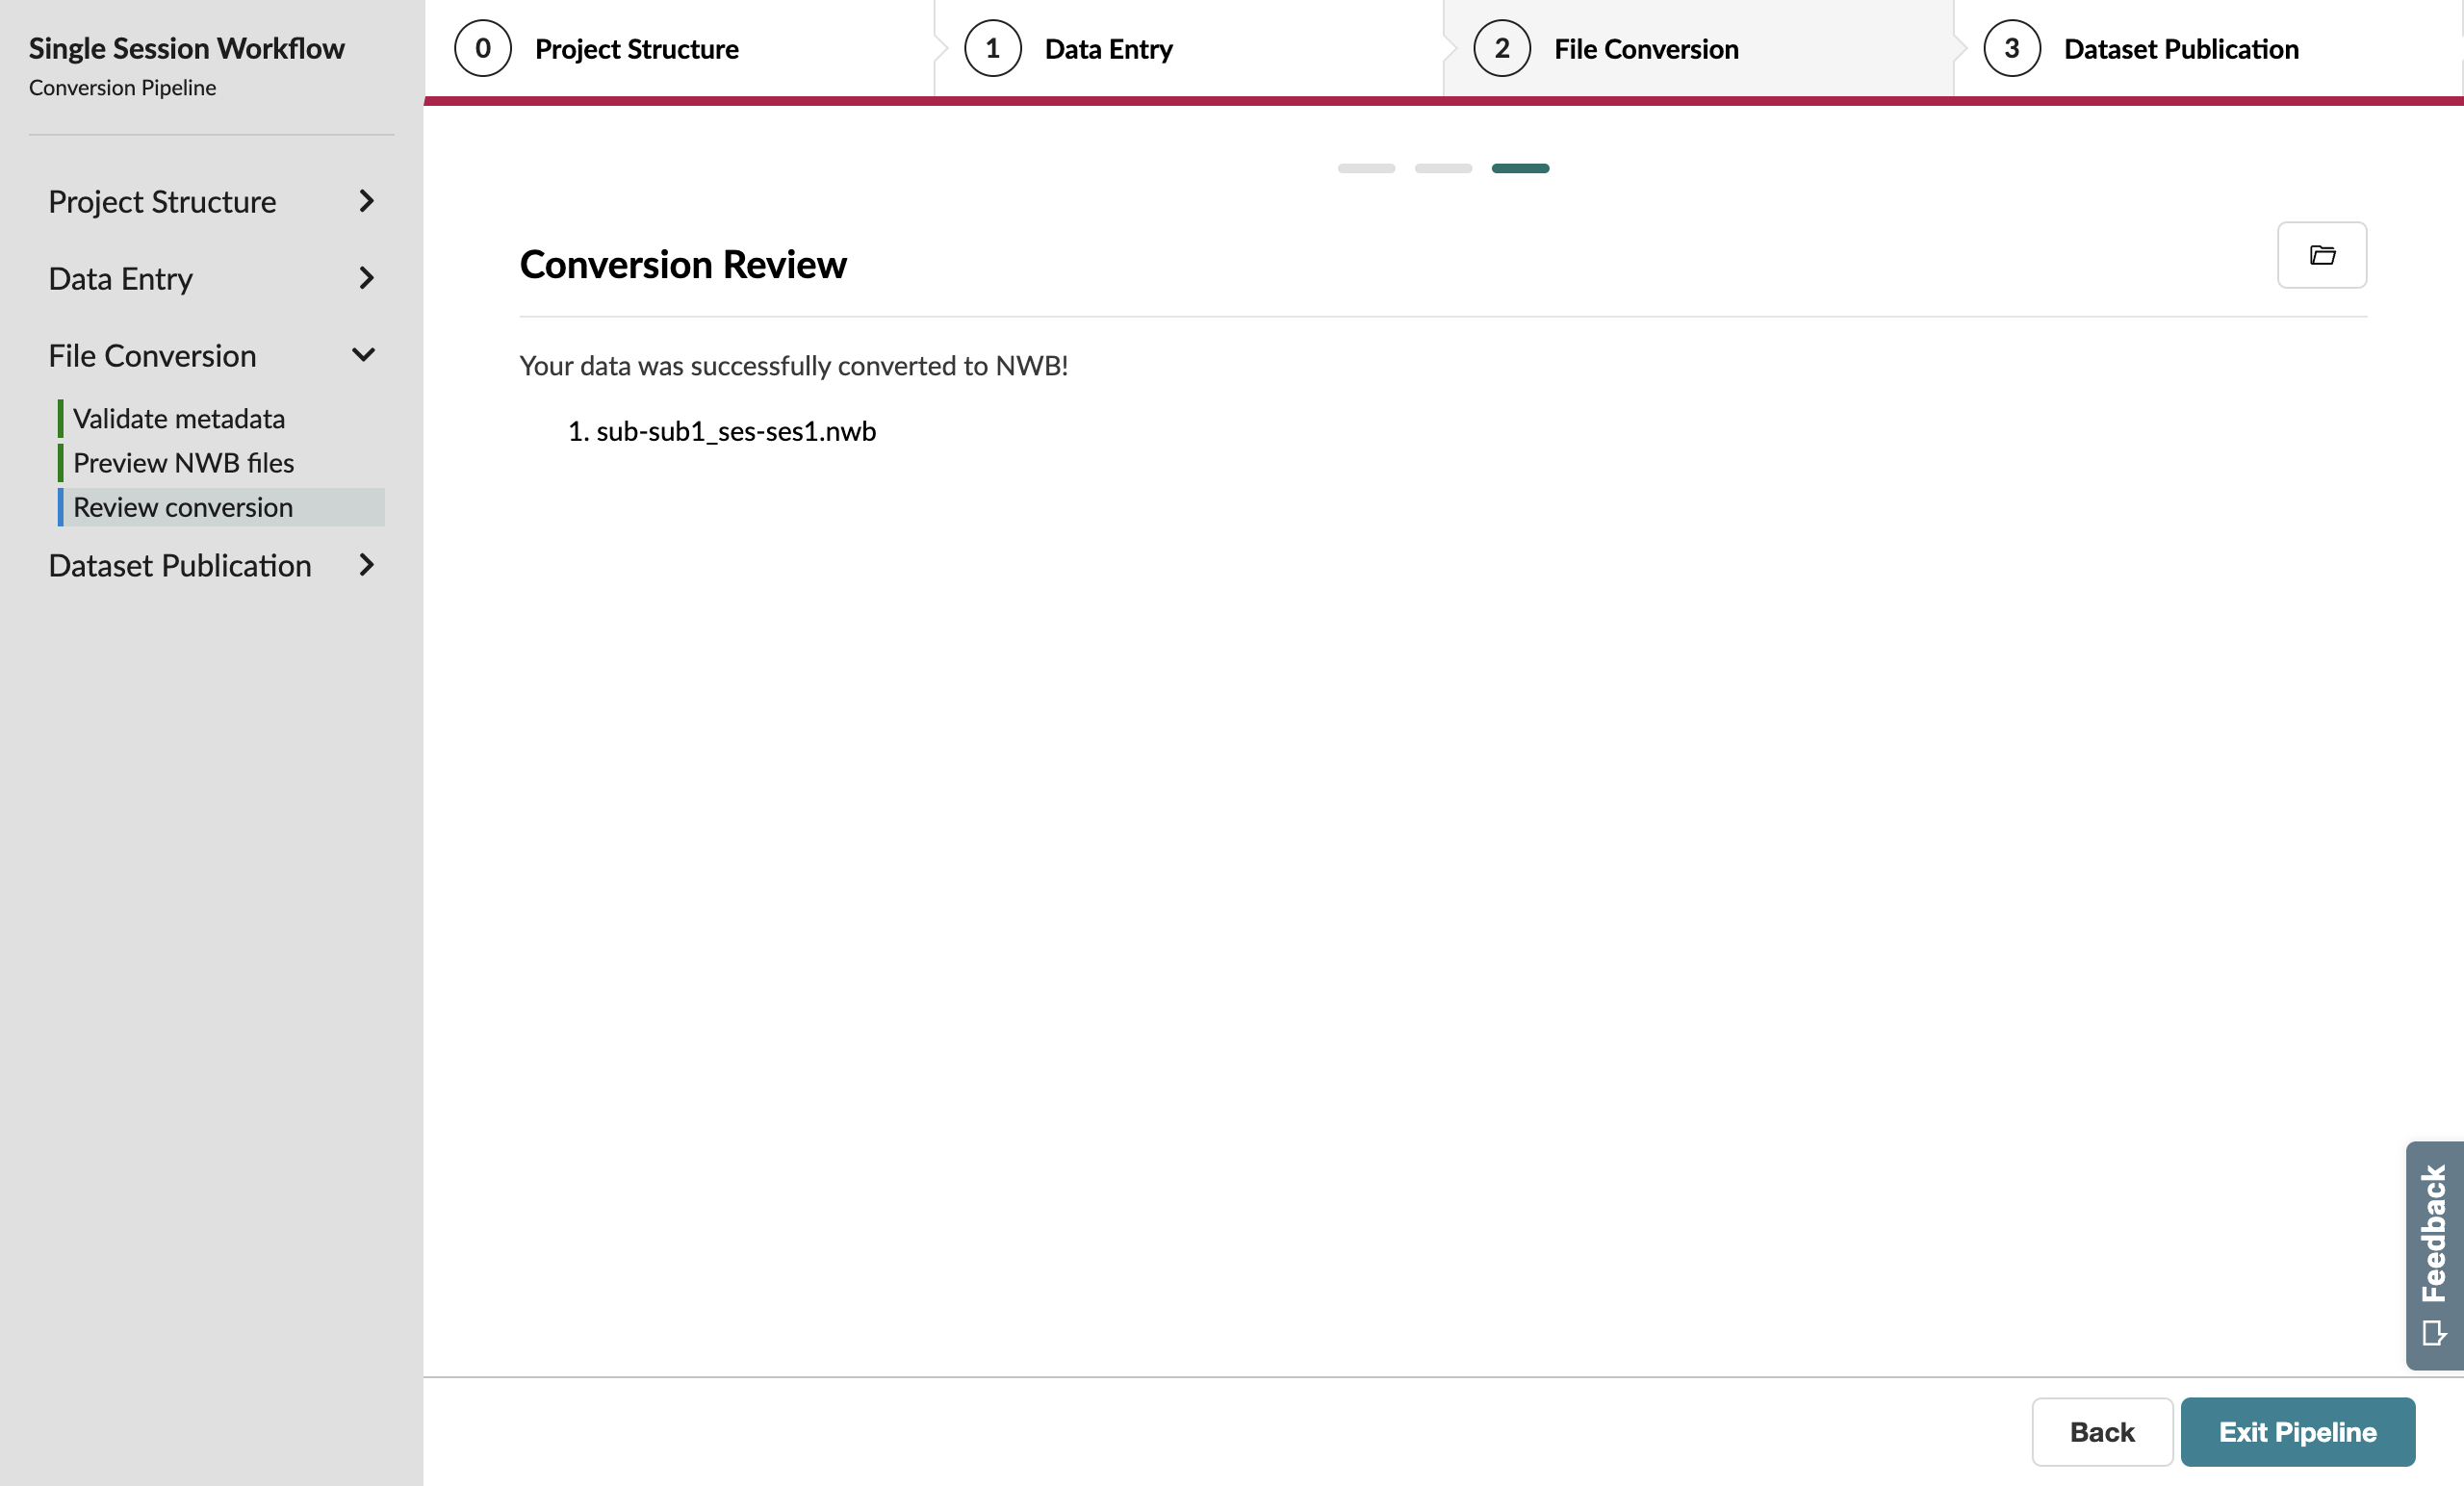 Single Session Workflow
Conversion Pipeline
Project Structure
Data Entry
File Conversion
Validate metadata
Preview NWB files
Review conversion
Dataset Publication
0 Project Structure
1 Data Entry
2 File Conversion
3 Dataset Publication
Conversion Review
Your data was successfully converted to NWB!
1. sub-sub1_ses-ses1.nwb
Feedback
Back
Exit Pipeline